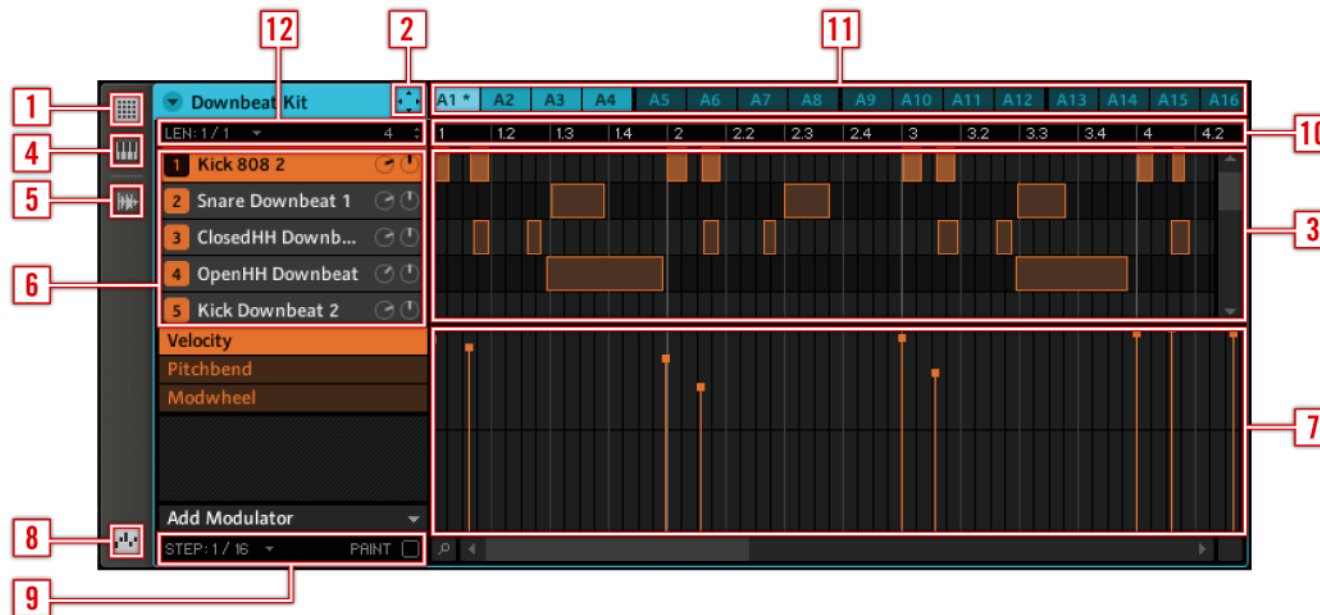 12 2 11
1 Downbeat Kit A1 * A2 A3 A4 A5 A6 A7 A8 A9 A10 A11 A12 A13 A14 A15 A16
LEN: 1 / 1 4 1 1.2 1.3 1.4 2 2.2 2.3 2.4 3 3.2 3.3 3.4 4 4.2 10
4
1 Kick 808 2
5
2 Snare Downbeat 1
3 ClosedHH Downb... 3
6
4 OpenHH Downbeat
5 Kick Downbeat 2
Velocity
Pitchbend
Modwheel
7
Add Modulator
8
STEP: 1 / 16 PAINT
9